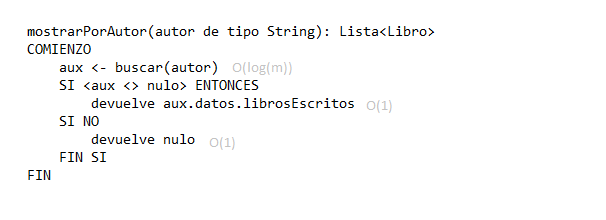 mostrarPorAutor(autor de tipo String): Lista<Libro>
COMIENZO
aux <- buscar(autor) O(log(m))
SI <aux <> nulo> ENTONCES
devuelve aux.datos.librosEscritos O(1)
SI NO
devuelve nulo O(1)
FIN SI
FIN